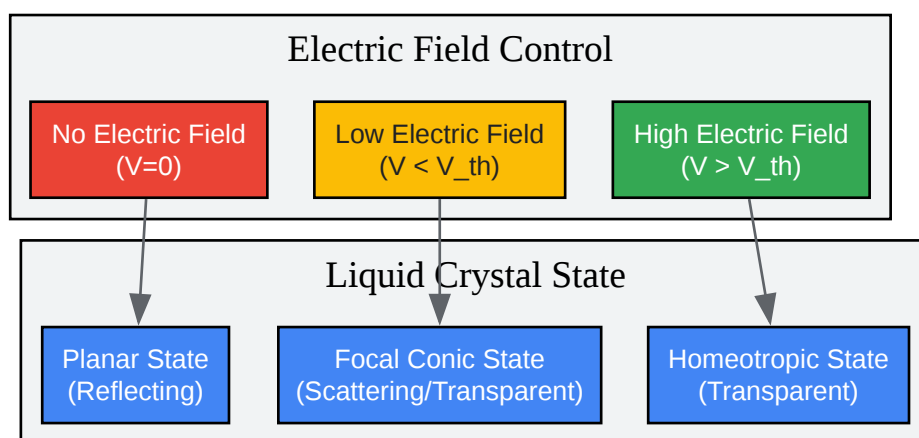 Electric Field Control
No Electric Field
(V=0)
Low Electric Field
(V < V_th)
High Electric Field
(V > V_th)
Liquid Crystal State
Planar State
(Reflecting)
Focal Conic State
(Scattering/Transparent)
Homeotropic State
(Transparent)